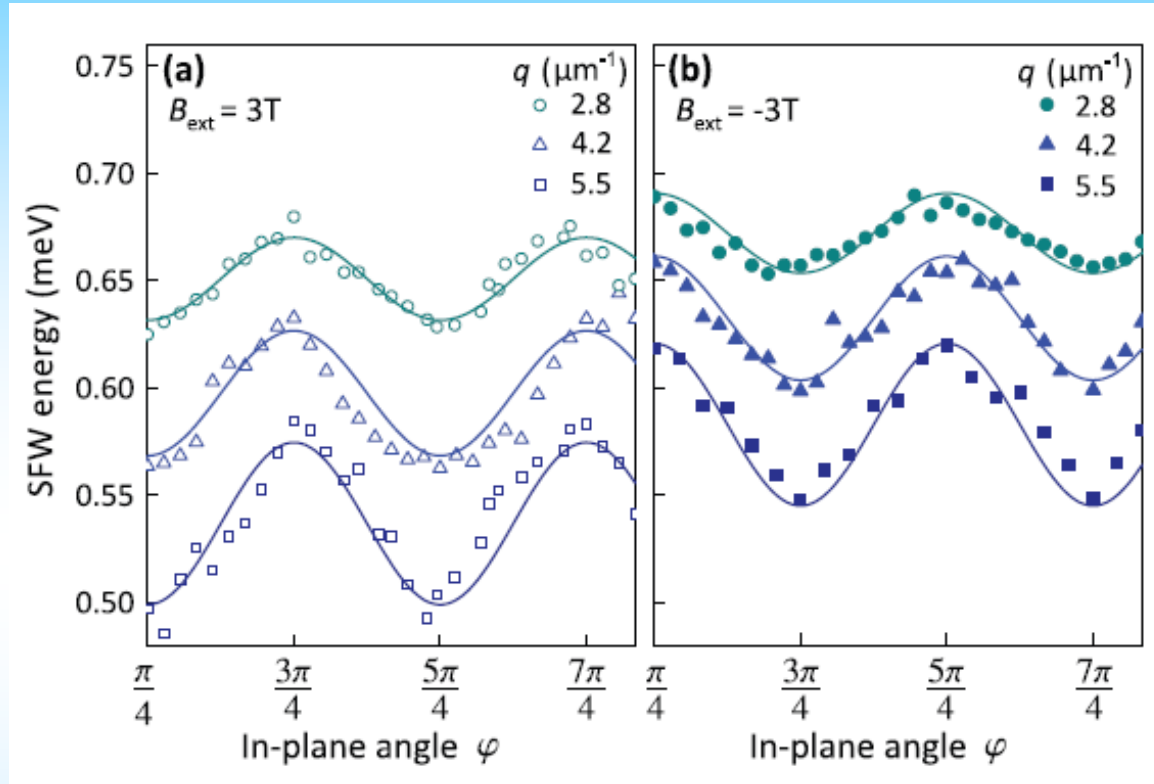 (a)
q (μm⁻¹)
B_ext = 3T
2.8
4.2
5.5
(b)
q (μm⁻¹)
B_ext = -3T
2.8
4.2
5.5
0.75
0.70
0.65
0.60
0.55
0.50
SFW energy (meV)
π/4
3π/4
5π/4
7π/4
π/4
3π/4
5π/4
7π/4
In-plane angle φ
In-plane angle φ